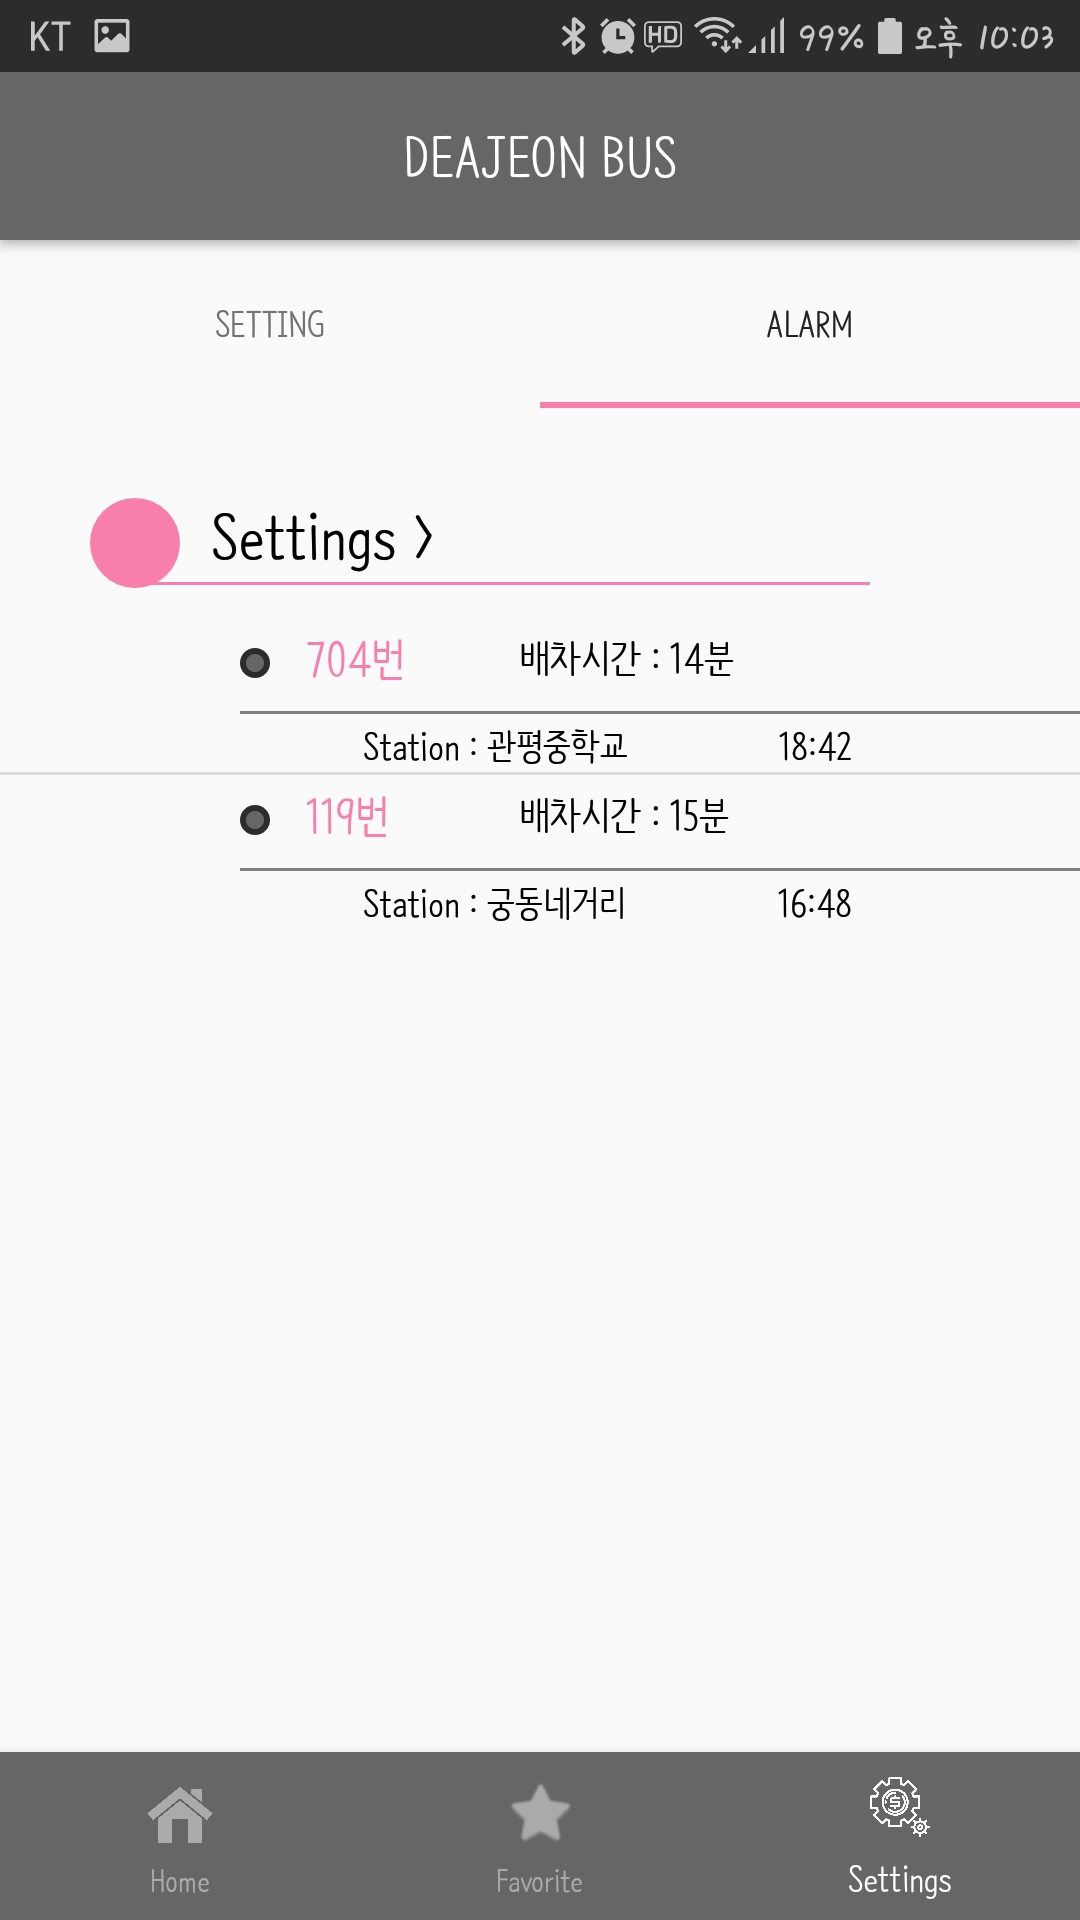 KT HD 99% 오후 10:03
DEAJEON BUS
SETTING ALARM
Settings >
704번 배차시간 : 14분
Station : 관평중학교 18:42
119번 배차시간 : 15분
Station : 궁동네거리 16:48
Home Favorite Settings